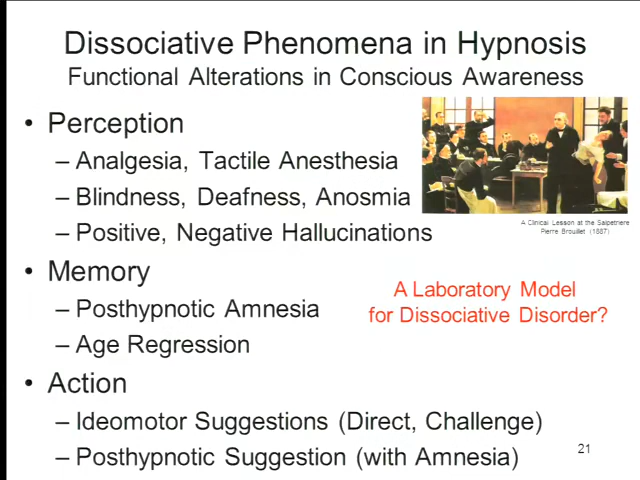 Dissociative Phenomena in Hypnosis
Functional Alterations in Conscious Awareness
• Perception
– Analgesia, Tactile Anesthesia
– Blindness, Deafness, Anosmia
– Positive, Negative Hallucinations
A Clinical Lesson at the Salpetriere
Pierre Brouillet (1887)
• Memory
– Posthypnotic Amnesia
– Age Regression
A Laboratory Model
for Dissociative Disorder?
• Action
– Ideomotor Suggestions (Direct, Challenge)
– Posthypnotic Suggestion (with Amnesia)
21